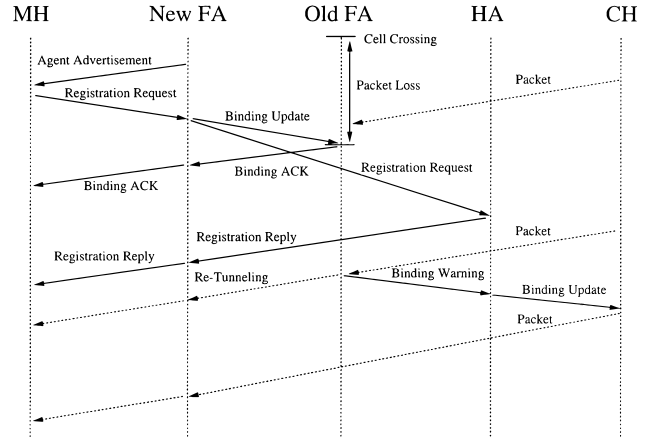 MH New FA Old FA HA CH
Cell Crossing
Agent Advertisement
Packet
Packet Loss
Registration Request
Binding Update
Registration Request
Binding ACK
Binding ACK
Packet
Registration Reply
Registration Reply
Re-Tunneling
Binding Warning
Binding Update
Packet